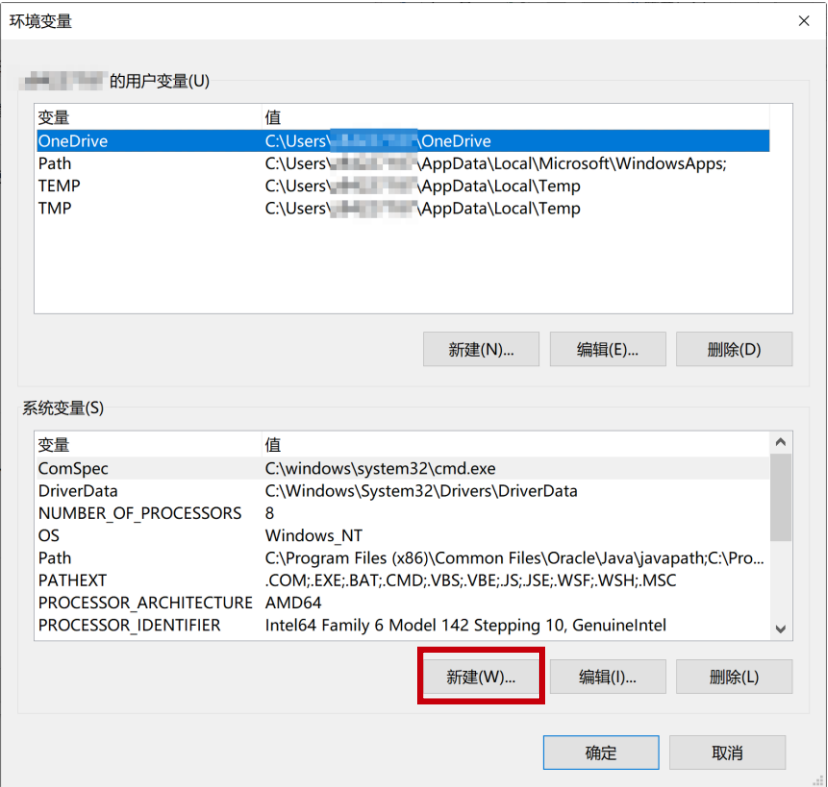 环境变量
的用户变量(U)
变量 值
OneDrive C:\Users\ \OneDrive
Path C:\Users\ \AppData\Local\Microsoft\WindowsApps;
TEMP C:\Users\ \AppData\Local\Temp
TMP C:\Users\ \AppData\Local\Temp
新建(N)... 编辑(E)... 删除(D)
系统变量(S)
变量 值
ComSpec C:\windows\system32\cmd.exe
DriverData C:\Windows\System32\Drivers\DriverData
NUMBER_OF_PROCESSORS 8
OS Windows_NT
Path C:\Program Files (x86)\Common Files\Oracle\Java\javapath;C:\Pro...
PATHEXT .COM;.EXE;.BAT;.CMD;.VBS;.VBE;.JS;.JSE;.WSF;.WSH;.MSC
PROCESSOR_ARCHITECTURE AMD64
PROCESSOR_IDENTIFIER Intel64 Family 6 Model 142 Stepping 10, GenuineIntel
新建(W)... 编辑(I)... 删除(L)
确定 取消